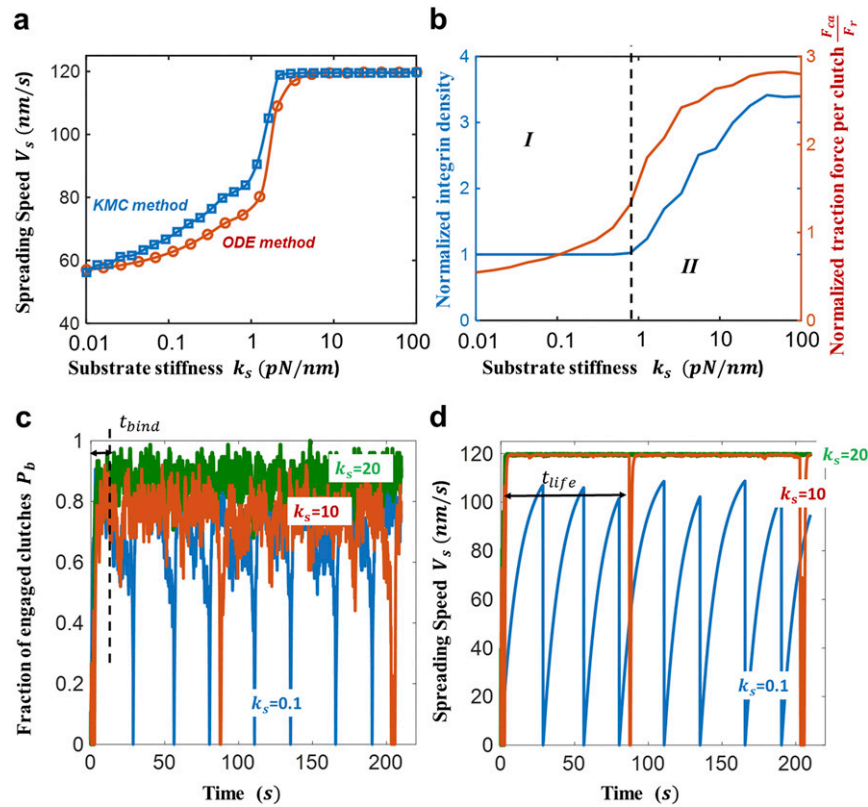 a
Spreading Speed V_s (nm/s)
120
100
80
60
40
KMC method
ODE method
0.01 0.1 1 10 100
Substrate stiffness k_s (pN/nm)
b
Normalized integrin density
4
3
2
1
0
I
II
3
2
1
0
Normalized traction force per clutch F_ca/F_r
0.01 0.1 1 10 100
Substrate stiffness k_s (pN/nm)
c
t_bind
Fraction of engaged clutches P_b
1
0.8
0.6
0.4
0.2
0
k_s=20
k_s=10
k_s=0.1
0 50 100 150 200
Time (s)
d
Spreading Speed V_s (nm/s)
120
100
80
60
40
20
0
t_life
k_s=20
k_s=10
k_s=0.1
0 50 100 150 200
Time (s)